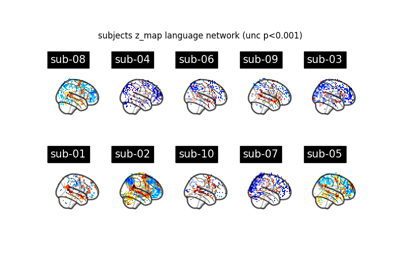 subjects z_map language network (unc p<0.001)
sub-08 sub-04 sub-06 sub-09 sub-03
sub-01 sub-02 sub-10 sub-07 sub-05